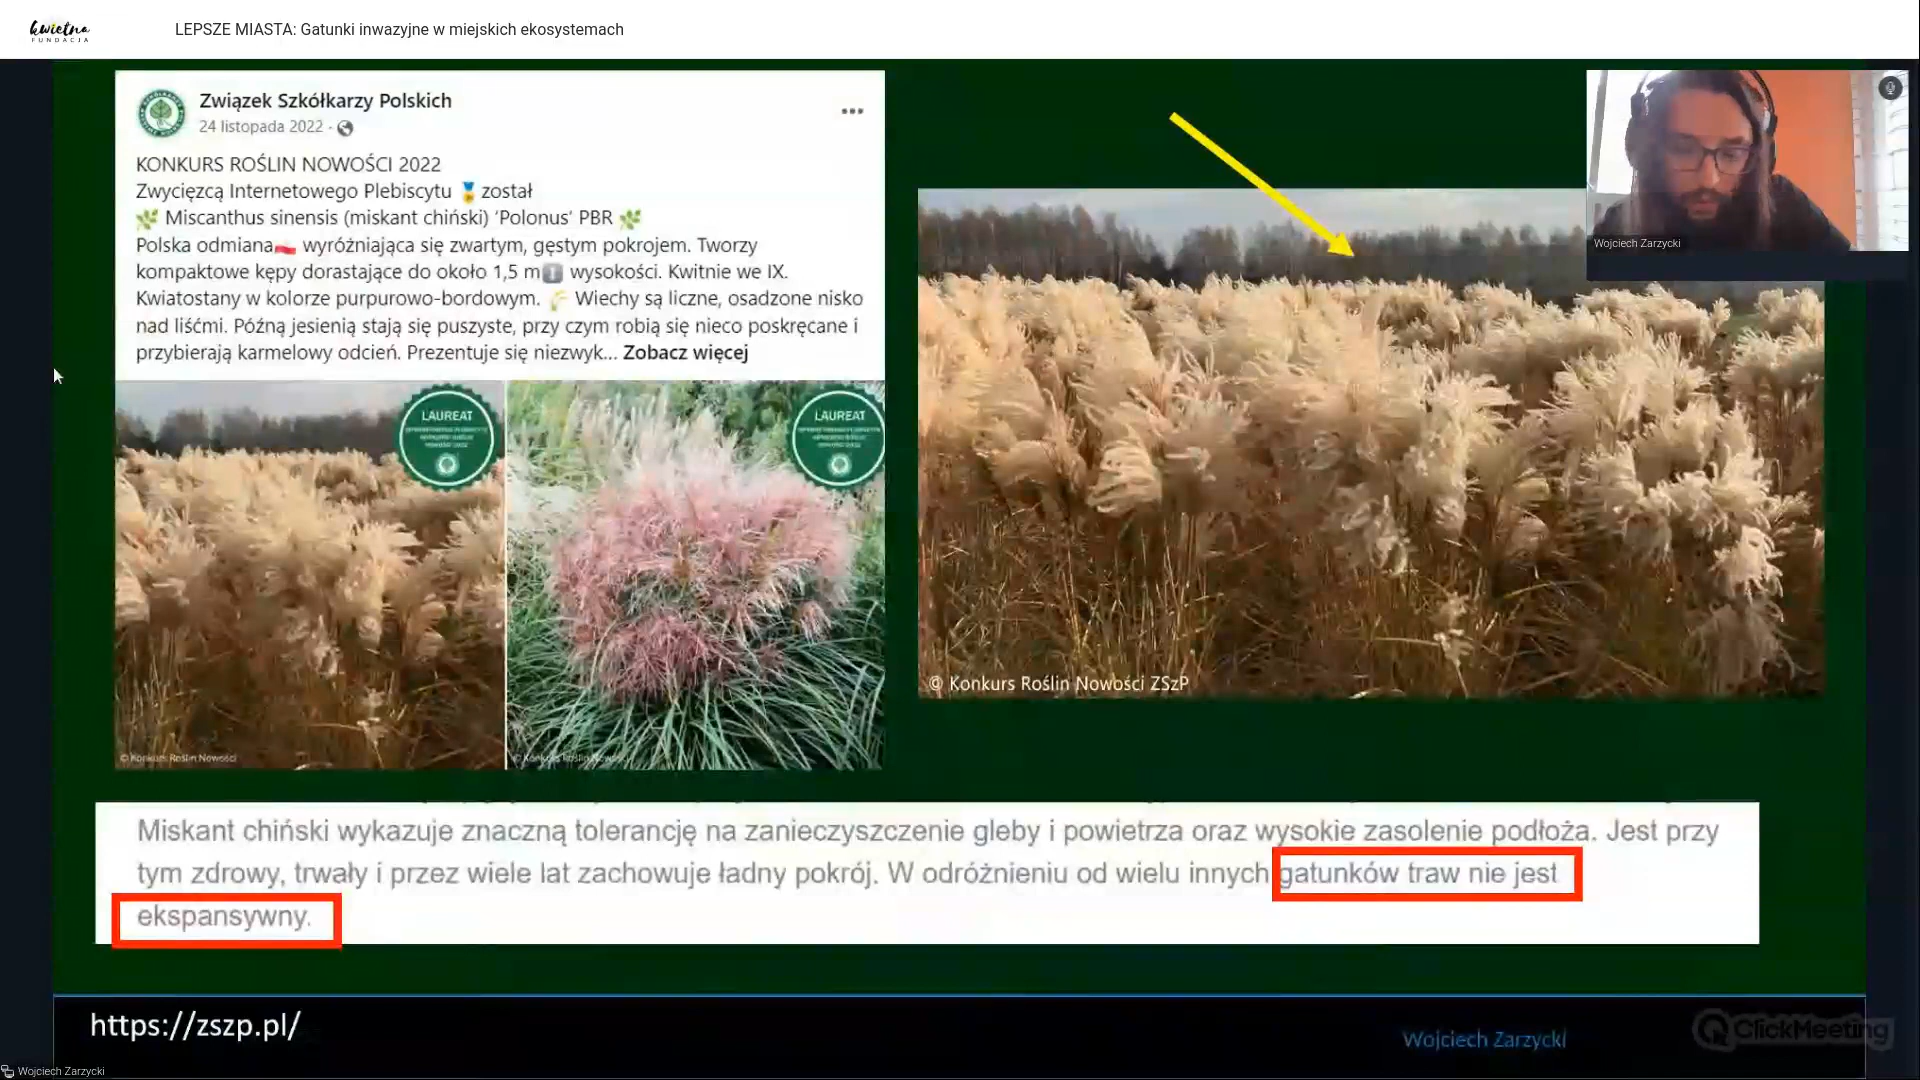 kwietna
FUNDACJA
LEPSZE MIASTA: Gatunki inwazyjne w miejskich ekosystemach
Związek Szkółkarzy Polskich
24 listopada 2022 ·
KONKURS ROŚLIN NOWOŚCI 2022
Zwycięzcą Internetowego Plebiscytu 🏅 został
🌿 Miscanthus sinensis (miskant chiński) ‘Polonus’ PBR 🌿
Polska odmiana🇵🇱 wyróżniająca się zwartym, gęstym pokrojem. Tworzy
kompaktowe kępy dorastające do około 1,5 m↕️ wysokości. Kwitnie we IX.
Kwiatostany w kolorze purpurowo-bordowym. 🌾 Wiechy są liczne, osadzone nisko
nad liśćmi. Późną jesienią stają się puszyste, przy czym robią się nieco poskręcane i
przybierają karmelowy odcień. Prezentuje się niezwyk... Zobacz więcej
LAUREAT
LAUREAT
© Konkurs Roślin Nowości
© Konkurs Roślin Nowości
© Konkurs Roślin Nowości ZSzP
Wojciech Zarzycki
Miskant chiński wykazuje znaczną tolerancję na zanieczyszczenie gleby i powietrza oraz wysokie zasolenie podłoża. Jest przy
tym zdrowy, trwały i przez wiele lat zachowuje ładny pokrój. W odróżnieniu od wielu innych gatunków traw nie jest
ekspansywny.
https://zszp.pl/
Wojciech Zarzycki
ClickMeeting
Wojciech Zarzycki